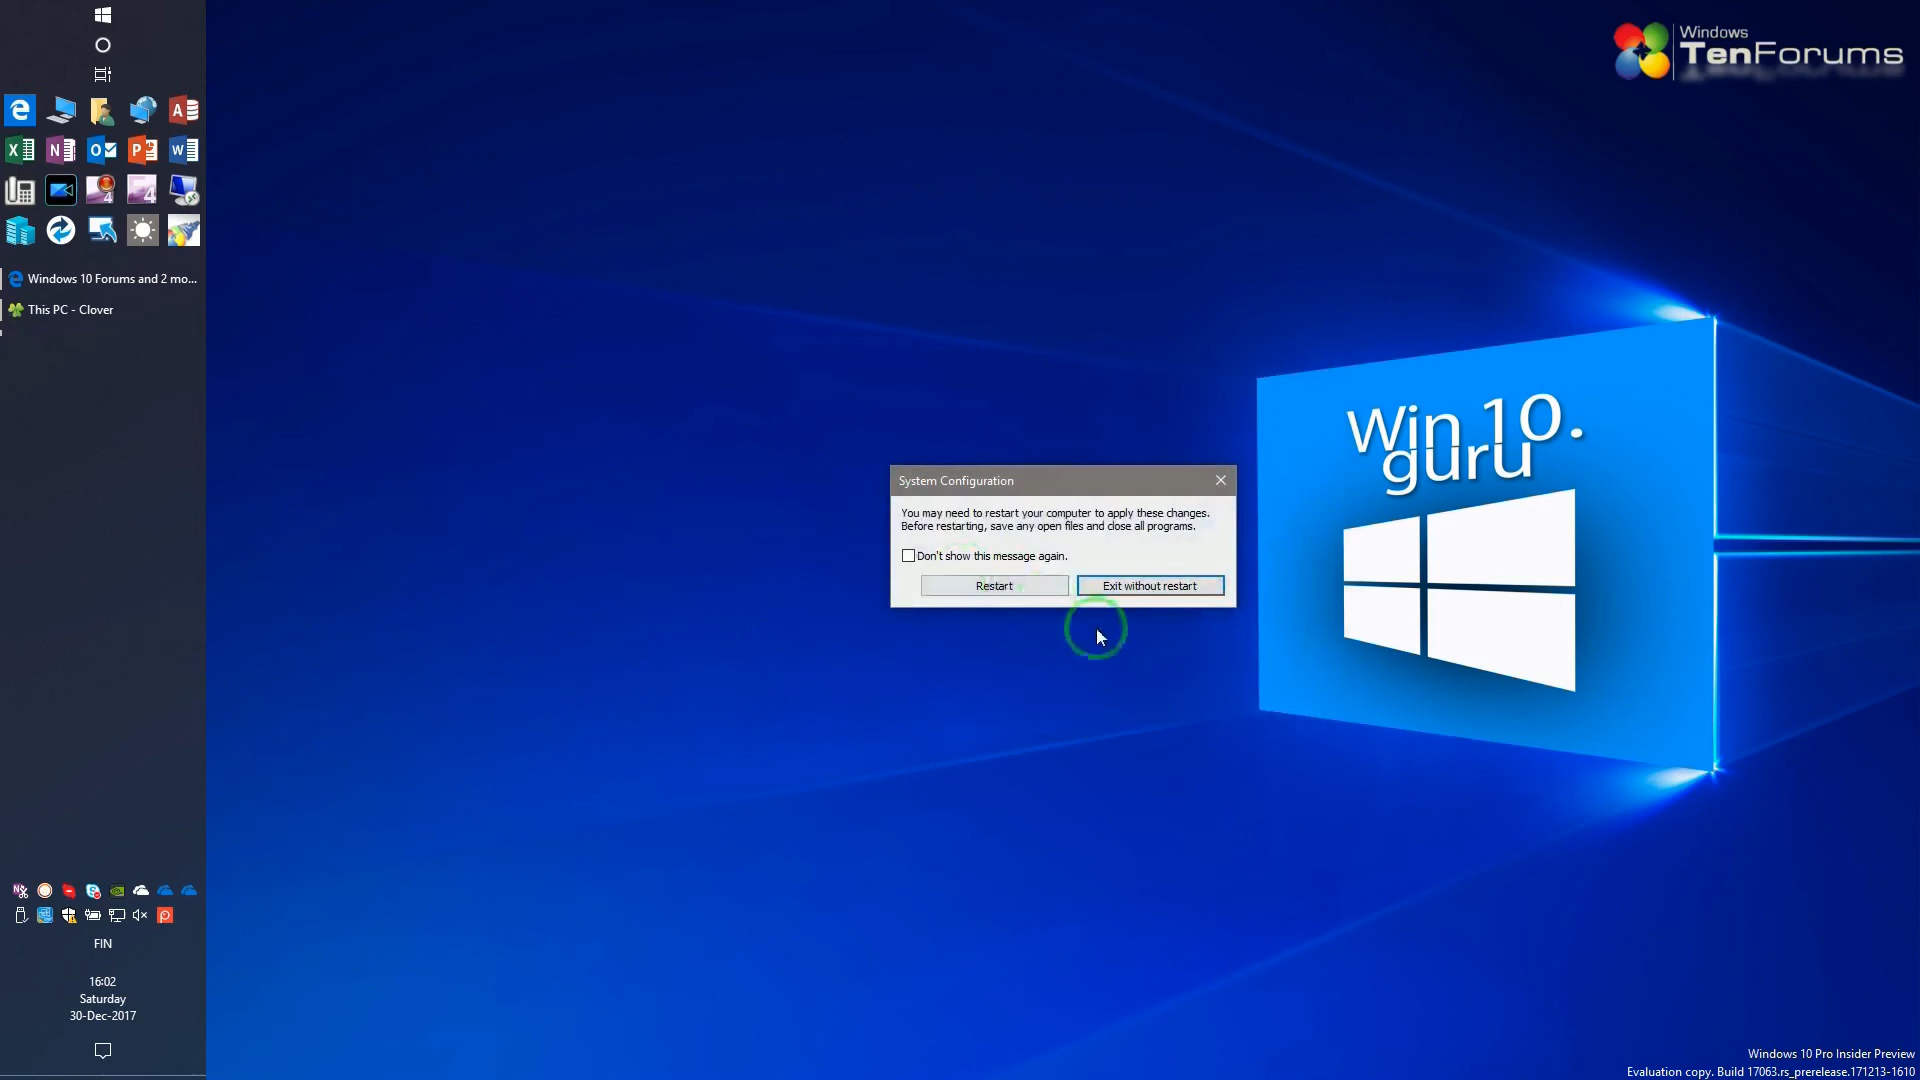 Windows 10 Forums and 2 mo...
This PC - Clover
FIN
16:02
Saturday
30-Dec-2017
Windows
TenForums
Win 10.
guru
System Configuration
You may need to restart your computer to apply these changes.
Before restarting, save any open files and close all programs.
Don't show this message again.
Restart
Exit without restart
Windows 10 Pro Insider Preview
Evaluation copy. Build 17063.rs_prerelease.171213-1610